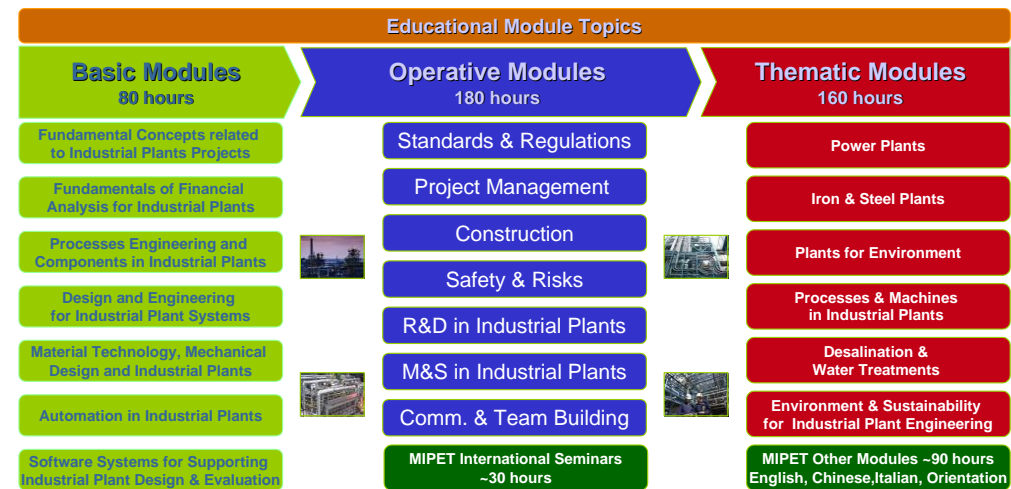 Educational Module Topics
Basic Modules
80 hours
Operative Modules
180 hours
Thematic Modules
160 hours
Fundamental Concepts related
to Industrial Plants Projects
Fundamentals of Financial
Analysis for Industrial Plants
Processes Engineering and
Components in Industrial Plants
Design and Engineering
for Industrial Plant Systems
Material Technology, Mechanical
Design and Industrial Plants
Automation in Industrial Plants
Software Systems for Supporting
Industrial Plant Design & Evaluation
Standards & Regulations
Project Management
Construction
Safety & Risks
R&D in Industrial Plants
M&S in Industrial Plants
Comm. & Team Building
MIPET International Seminars
~30 hours
Power Plants
Iron & Steel Plants
Plants for Environment
Processes & Machines
in Industrial Plants
Desalination &
Water Treatments
Environment & Sustainability
for Industrial Plant Engineering
MIPET Other Modules ~90 hours
English, Chinese,Italian, Orientation